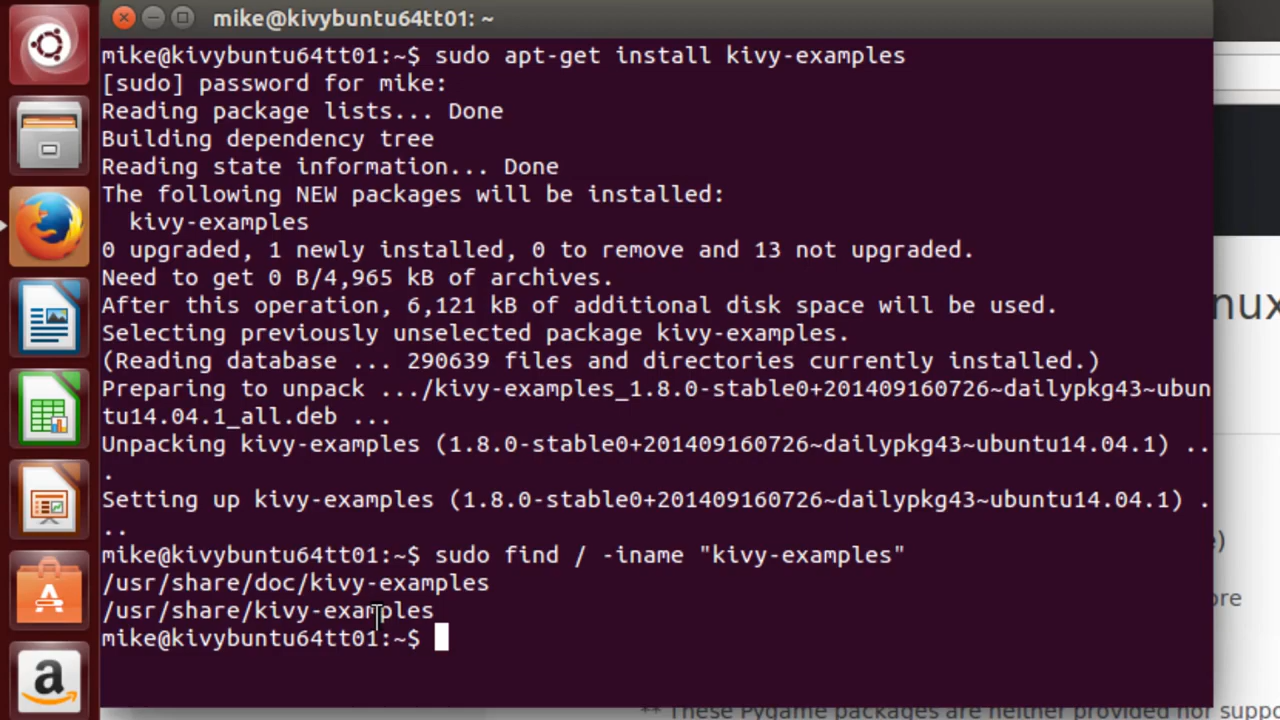 mike@kivybuntu64tt01: ~
mike@kivybuntu64tt01:~$ sudo apt-get install kivy-examples
[sudo] password for mike:
Reading package lists... Done
Building dependency tree
Reading state information... Done
The following NEW packages will be installed:
  kivy-examples
0 upgraded, 1 newly installed, 0 to remove and 13 not upgraded.
Need to get 0 B/4,965 kB of archives.
After this operation, 6,121 kB of additional disk space will be used.
Selecting previously unselected package kivy-examples.
(Reading database ... 290639 files and directories currently installed.)
Preparing to unpack .../kivy-examples_1.8.0-stable0+201409160726~dailypkg43~ubun
tu14.04.1_all.deb ...
Unpacking kivy-examples (1.8.0-stable0+201409160726~dailypkg43~ubuntu14.04.1) ..
.
Setting up kivy-examples (1.8.0-stable0+201409160726~dailypkg43~ubuntu14.04.1) .
..
mike@kivybuntu64tt01:~$ sudo find / -iname "kivy-examples"
/usr/share/doc/kivy-examples
/usr/share/kivy-examples
mike@kivybuntu64tt01:~$
nux
e)
ore
** These Pygame packages are neither provided nor suppo